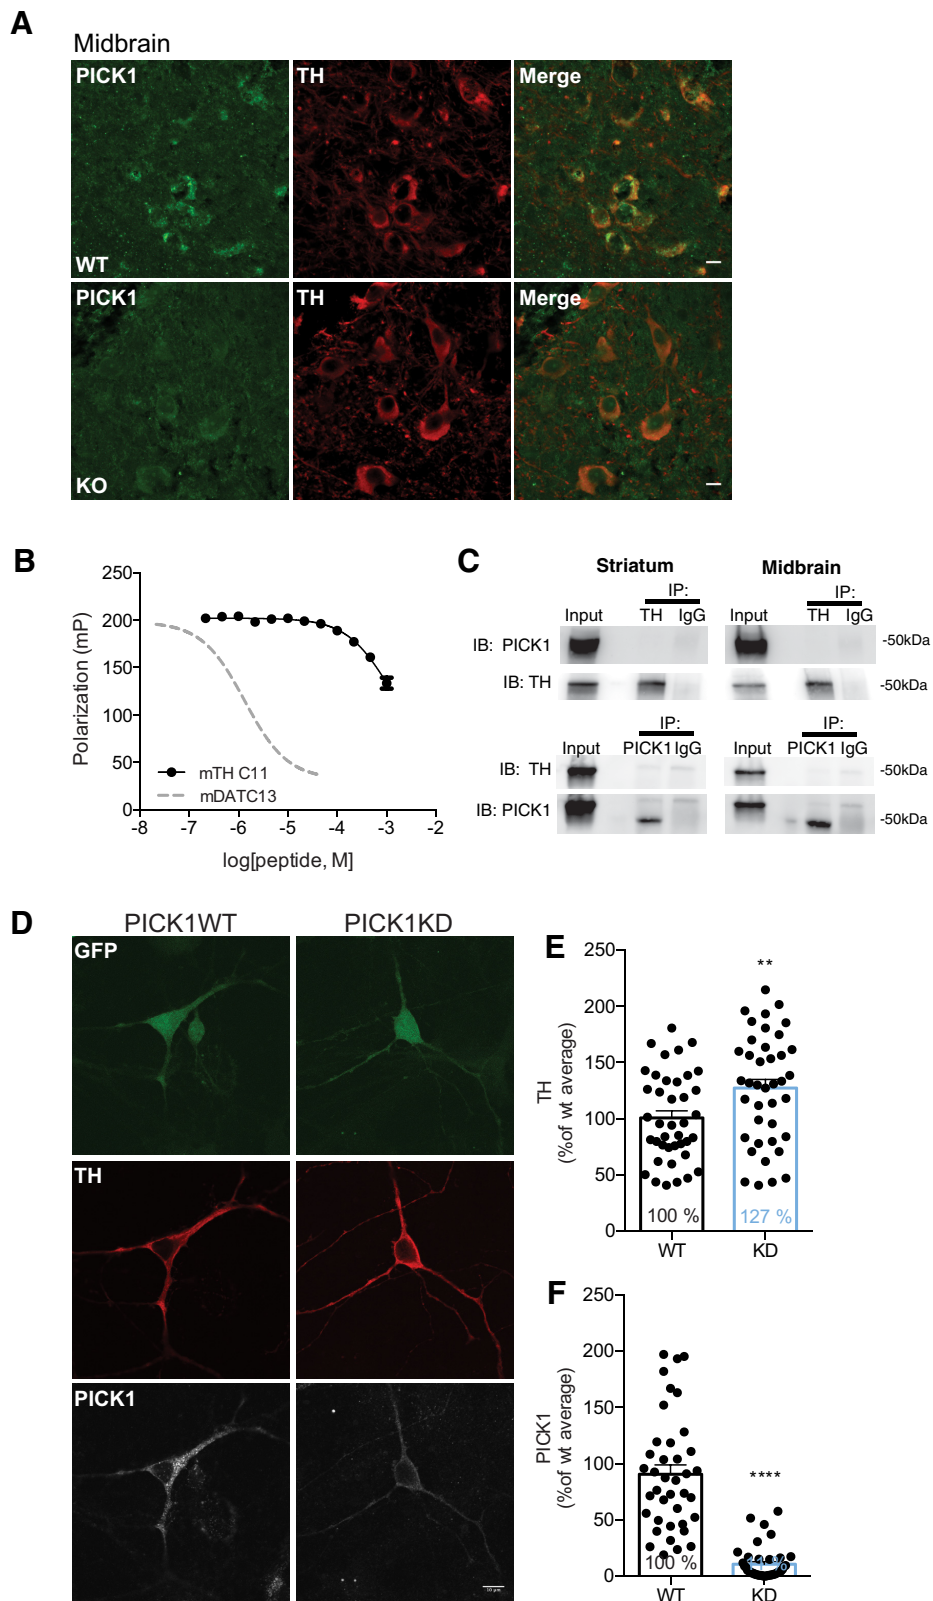 A
Midbrain
PICK1
TH
Merge
WT
PICK1
TH
Merge
KO
B
250
200
150
100
50
0
Polarization (mP)
mTH C11
mDATC13
-8 -7 -6 -5 -4 -3 -2
log[peptide, M]
C
Striatum
Midbrain
IP:
IP:
Input TH IgG
Input TH IgG
IB: PICK1
-50kDa
IB: TH
-50kDa
IP:
IP:
Input PICK1 IgG
Input PICK1 IgG
IB: TH
-50kDa
IB: PICK1
-50kDa
D
PICK1WT
PICK1KD
GFP
TH
PICK1
10 µm
E
250
200
150
100
50
0
TH
(%of wt average)
**
100 %
127 %
WT
KD
F
250
200
150
100
50
0
PICK1
(%of wt average)
****
100 %
11 %
WT
KD